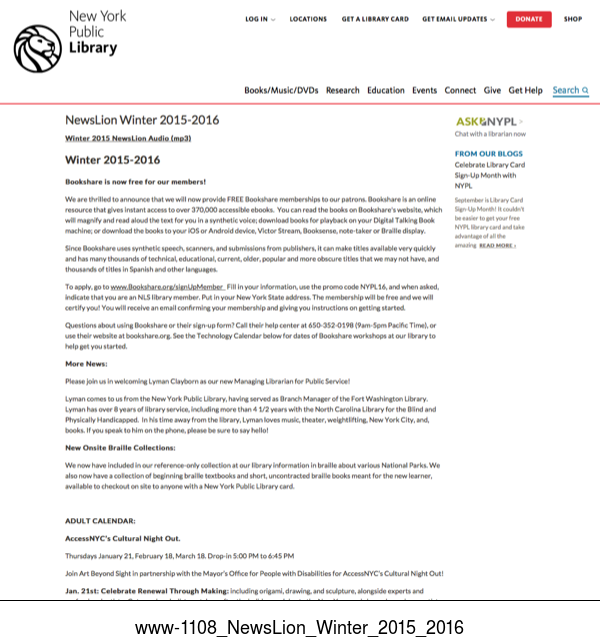 New York
Public
Library
LOG IN LOCATIONS GET A LIBRARY CARD GET EMAIL UPDATES DONATE SHOP
Books/Music/DVDs Research Education Events Connect Give Get Help Search
NewsLion Winter 2015-2016
Winter 2015 NewsLion Audio (mp3)
Winter 2015-2016
Bookshare is now free for our members!
We are thrilled to announce that we will now provide FREE Bookshare memberships to our patrons. Bookshare is an online
resource that gives instant access to over 370,000 accessible ebooks. You can read the books on Bookshare's website, which
will magnify and read aloud the text for you in a synthetic voice; download books for playback on your Digital Talking Book
machine; or download the books to your iOS or Android device, Victor Stream, Booksense, note-taker or Braille display.
Since Bookshare uses synthetic speech, scanners, and submissions from publishers, it can make titles available very quickly
and has many thousands of technical, educational, current, older, popular and more obscure titles that we may not have, and
thousands of titles in Spanish and other languages.
To apply, go to www.Bookshare.org/signUpMember Fill in your information, use the promo code NYPL16, and when asked,
indicate that you are an NLS library member. Put in your New York State address. The membership will be free and we will
certify you! You will receive an email confirming your membership and giving you instructions on getting started.
Questions about using Bookshare or their sign-up form? Call their help center at 650-352-0198 (9am-5pm Pacific Time), or
use their website at bookshare.org. See the Technology Calendar below for dates of Bookshare workshops at our library to
help get you started.
More News:
Please join us in welcoming Lyman Clayborn as our new Managing Librarian for Public Service!
Lyman comes to us from the New York Public Library, having served as Branch Manager of the Fort Washington Library.
Lyman has over 8 years of library service, including more than 4 1/2 years with the North Carolina Library for the Blind and
Physically Handicapped. In his time away from the library, Lyman loves music, theater, weightlifting, New York City, and,
books. If you speak to him on the phone, please be sure to say hello!
New Onsite Braille Collections:
We now have included in our reference-only collection at our library information in braille about various National Parks. We
also now have a collection of beginning braille textbooks and short, uncontracted braille books meant for the new learner,
available to checkout on site to anyone with a New York Public Library card.
ADULT CALENDAR:
AccessNYC's Cultural Night Out.
Thursdays January 21, February 18, March 18. Drop-in 5:00 PM to 6:45 PM
Join Art Beyond Sight in partnership with the Mayor's Office for People with Disabilities for AccessNYC's Cultural Night Out!
Jan. 21st: Celebrate Renewal Through Making: including origami, drawing, and sculpture, alongside experts and
ASK NYPL >
Chat with a librarian now
FROM OUR BLOGS
Celebrate Library Card
Sign-Up Month with
NYPL
September is Library Card
Sign-Up Month! It couldn't
be easier to get your free
NYPL library card and take
advantage of all the
amazing READ MORE ›
www-1108_NewsLion_Winter_2015_2016